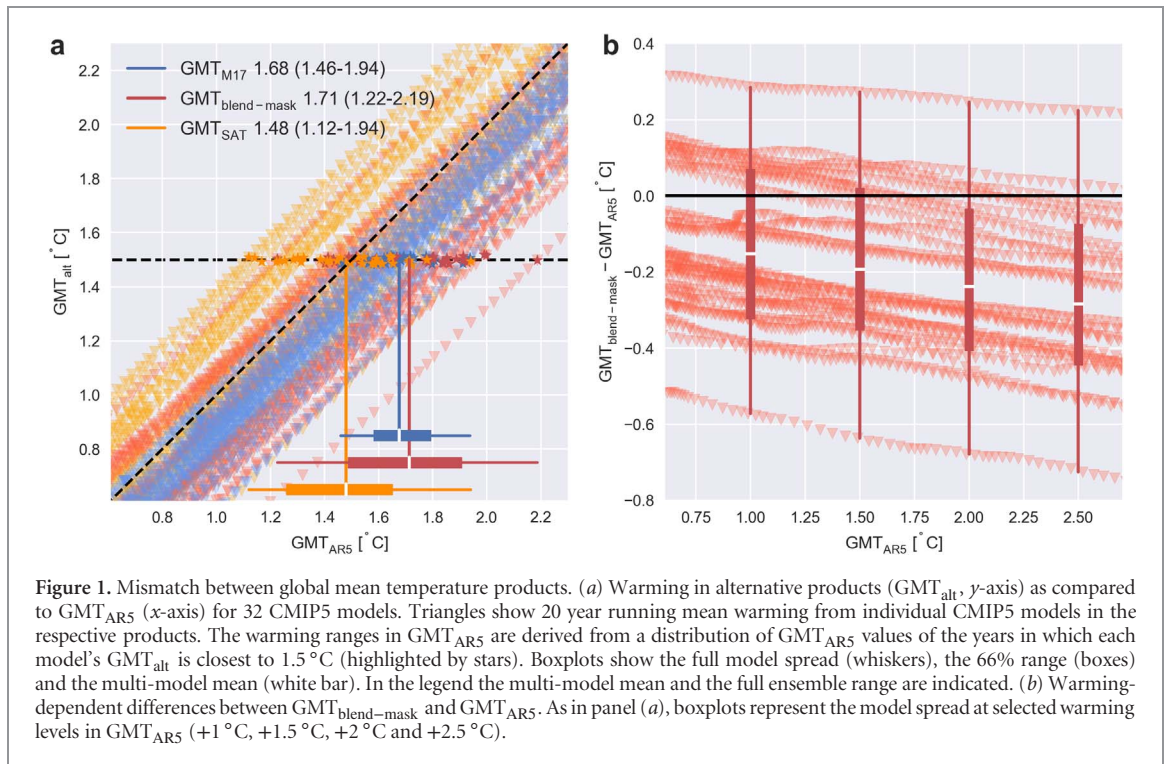 a
GMT_M17 1.68 (1.46-1.94)
GMT_blend−mask 1.71 (1.22-2.19)
GMT_SAT 1.48 (1.12-1.94)
GMT_alt [°C]
2.2
2.0
1.8
1.6
1.4
1.2
1.0
0.8
0.8 1.0 1.2 1.4 1.6 1.8 2.0 2.2
GMT_AR5 [°C]
b
GMT_blend−mask − GMT_AR5 [°C]
0.4
0.2
0.0
−0.2
−0.4
−0.6
−0.8
0.75 1.00 1.25 1.50 1.75 2.00 2.25 2.50
GMT_AR5 [°C]
Figure 1. Mismatch between global mean temperature products. (a) Warming in alternative products (GMT_alt, y-axis) as compared
to GMT_AR5 (x-axis) for 32 CMIP5 models. Triangles show 20 year running mean warming from individual CMIP5 models in the
respective products. The warming ranges in GMT_AR5 are derived from a distribution of GMT_AR5 values of the years in which each
model's GMT_alt is closest to 1.5 °C (highlighted by stars). Boxplots show the full model spread (whiskers), the 66% range (boxes)
and the multi-model mean (white bar). In the legend the multi-model mean and the full ensemble range are indicated. (b) Warming-
dependent differences between GMT_blend−mask and GMT_AR5. As in panel (a), boxplots represent the model spread at selected warming
levels in GMT_AR5 (+1 °C, +1.5 °C, +2 °C and +2.5 °C).